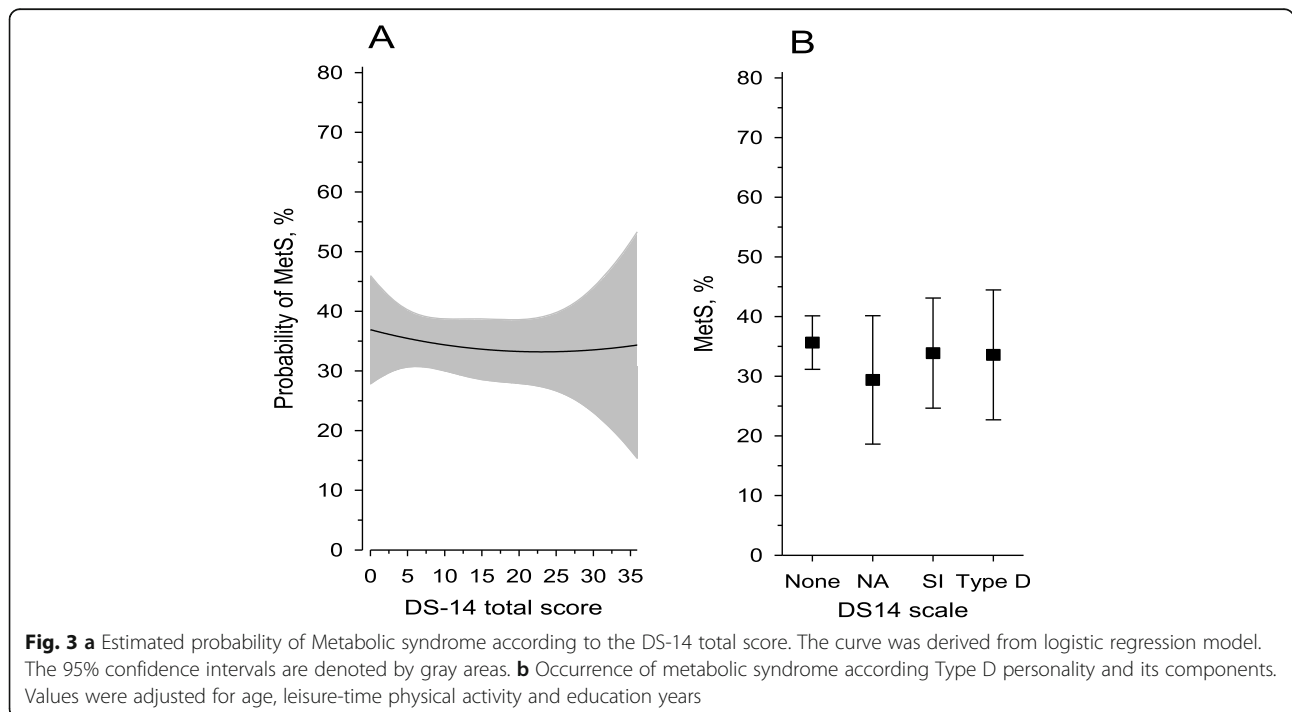 A
80
70
60
50
40
30
20
10
0
Probability of MetS, %
0 5 10 15 20 25 30 35
DS-14 total score
B
80
70
60
50
40
30
20
10
0
MetS, %
None NA SI Type D
DS14 scale
Fig. 3 a Estimated probability of Metabolic syndrome according to the DS-14 total score. The curve was derived from logistic regression model.
The 95% confidence intervals are denoted by gray areas. b Occurrence of metabolic syndrome according Type D personality and its components.
Values were adjusted for age, leisure-time physical activity and education years